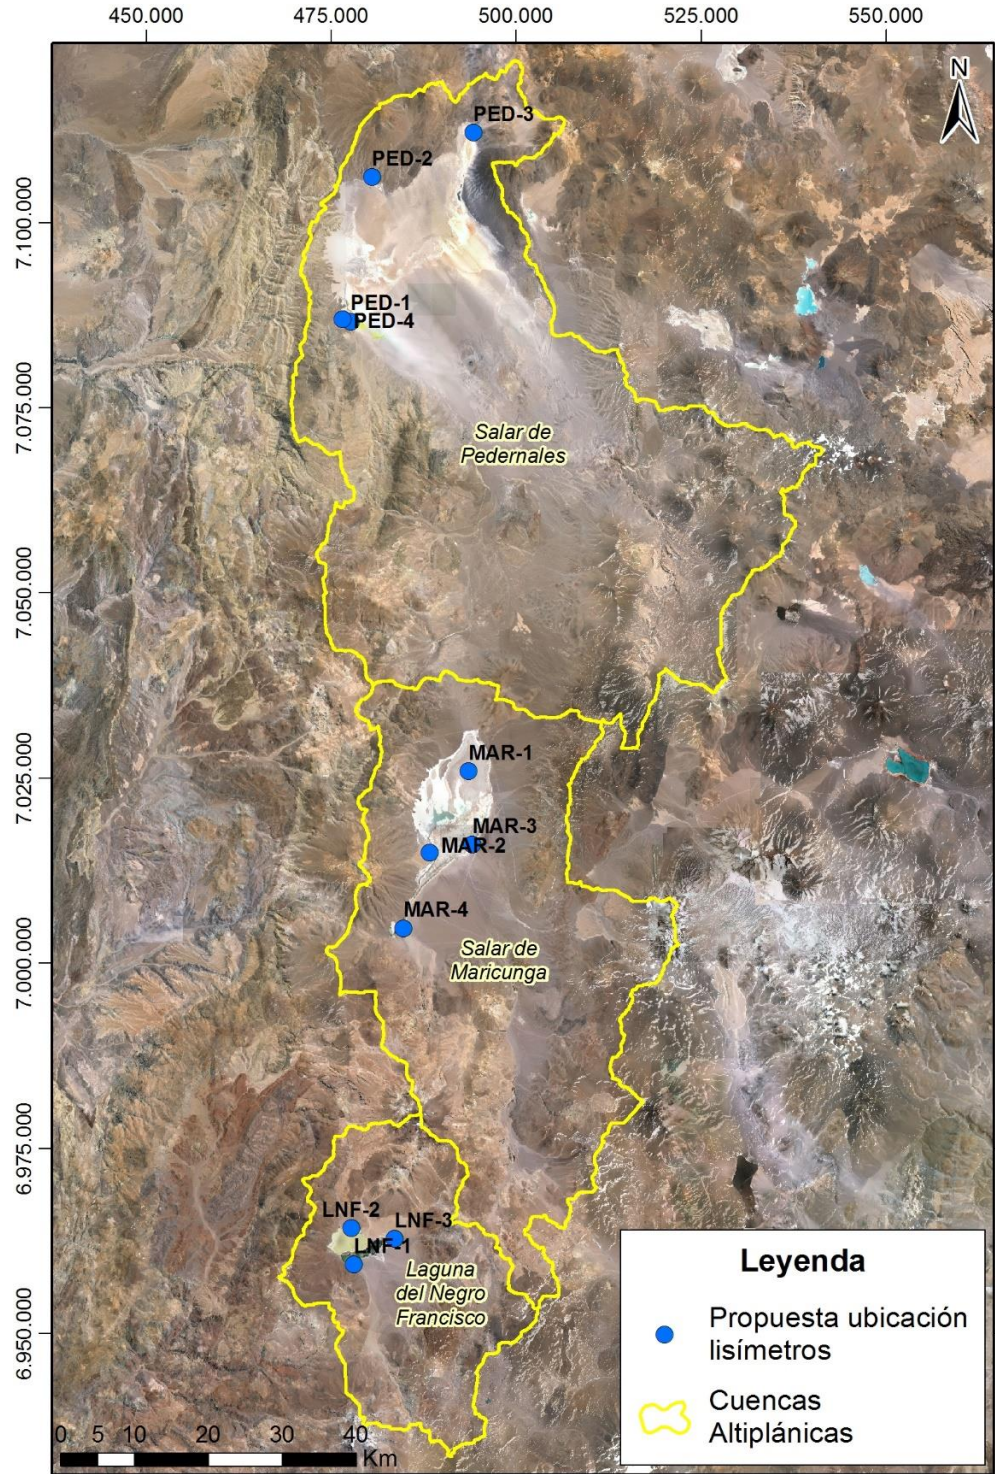 450.000 475.000 500.000 525.000 550.000
N
7.100.000
7.075.000
7.050.000
7.025.000
7.000.000
6.975.000
6.950.000
PED-3
PED-2
PED-1
PED-4
Salar de
Pedernales
MAR-1
MAR-3
MAR-2
MAR-4
Salar de
Maricunga
LNF-2
LNF-3
LNF-1
Laguna
del Negro
Francisco
Leyenda
Propuesta ubicación
lisímetros
Cuencas
Altiplánicas
0 5 10 20 30 40
Km